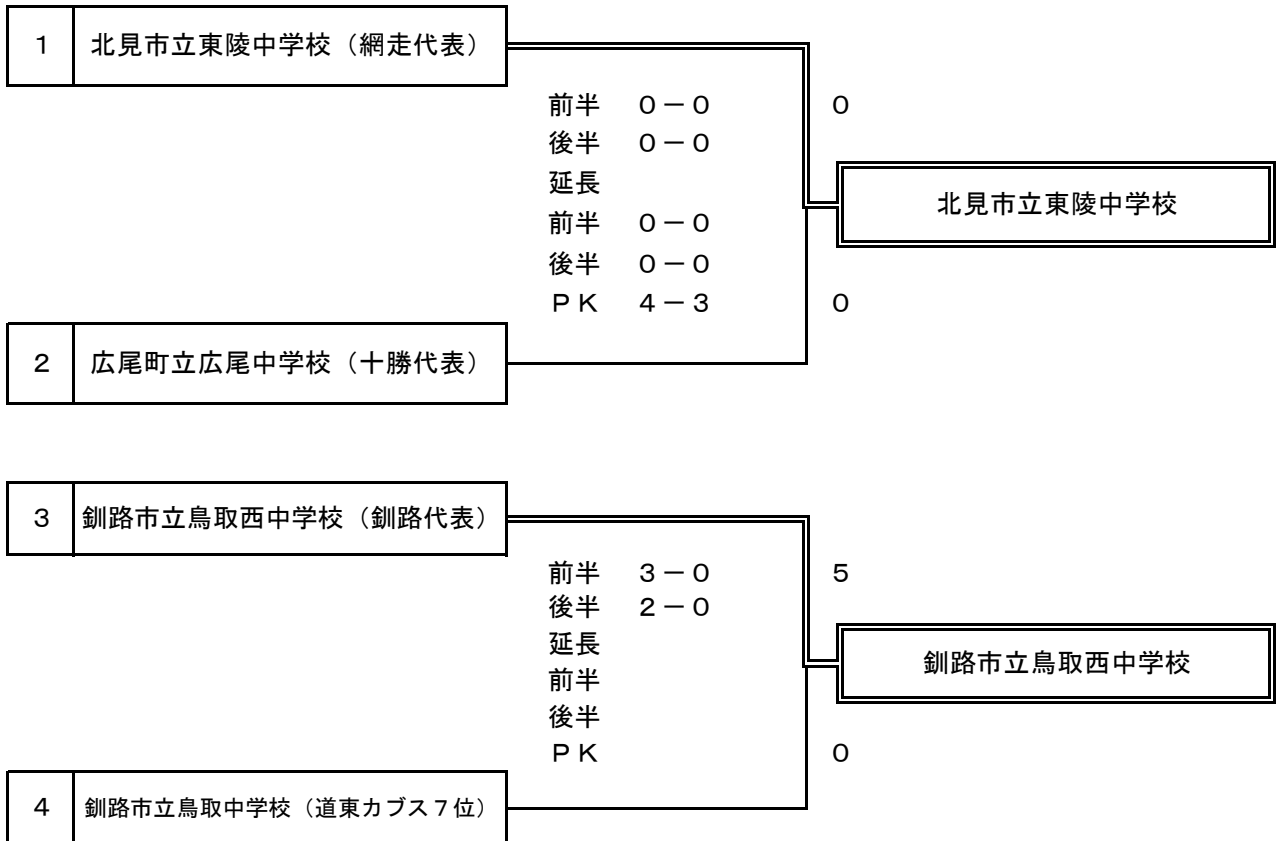 1 北見市立東陵中学校（網走代表）
前半 0－0 0
後半 0－0
延長
北見市立東陵中学校
前半 0－0
後半 0－0
PK 4－3 0
2 広尾町立広尾中学校（十勝代表）
3 釧路市立鳥取西中学校（釧路代表）
前半 3－0 5
後半 2－0
延長
釧路市立鳥取西中学校
前半
後半
PK 0
4 釧路市立鳥取中学校（道東カブス７位）